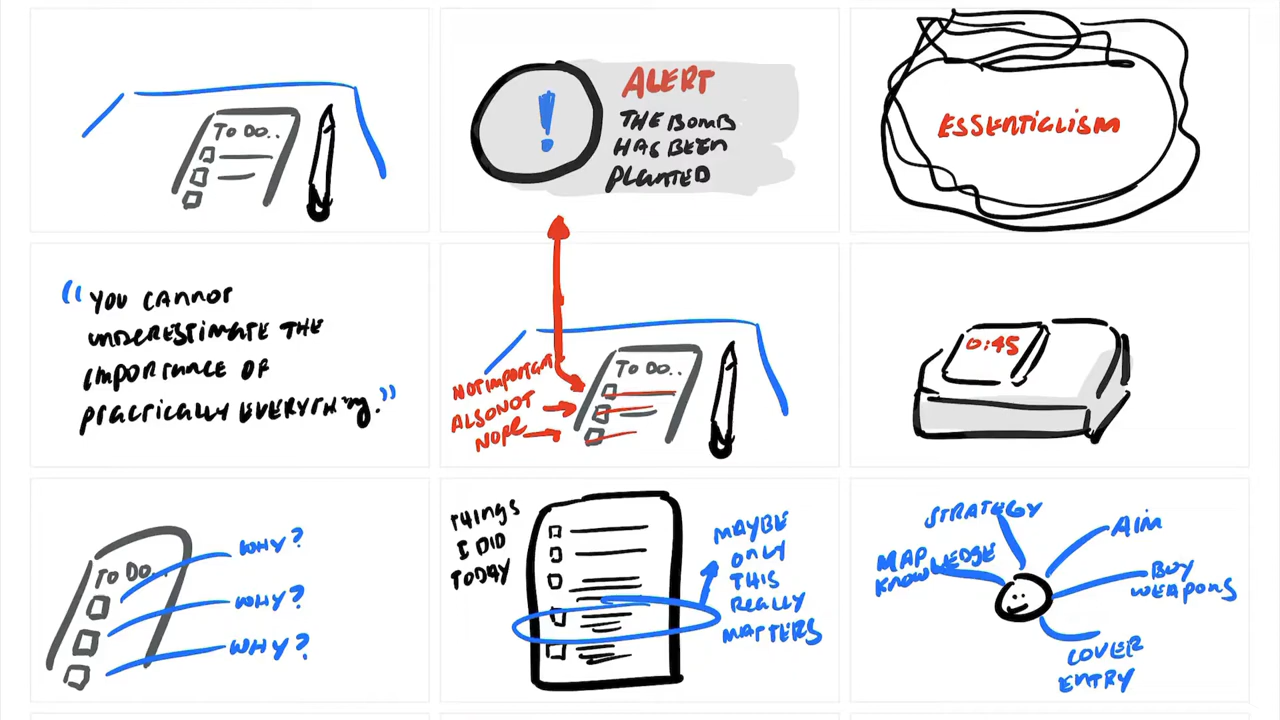 TO DO..
!
ALERT
THE BOMB
HAS BEEN
PLANTED
ESSENTIALISM
"YOU CANNOT
UNDERESTIMATE THE
IMPORTANCE OF
PRACTICALLY EVERYTHING."
TO DO..
NOT IMPORTANT
ALSO NOT
NOPE
0:45
TO DO..
WHY?
WHY?
WHY?
THINGS
I DID
TODAY
MAYBE
ONLY
THIS
REALLY
MATTERS
STRATEGY
AIM
MAP
KNOWLEDGE
BUY
WEAPONS
COVER
ENTRY